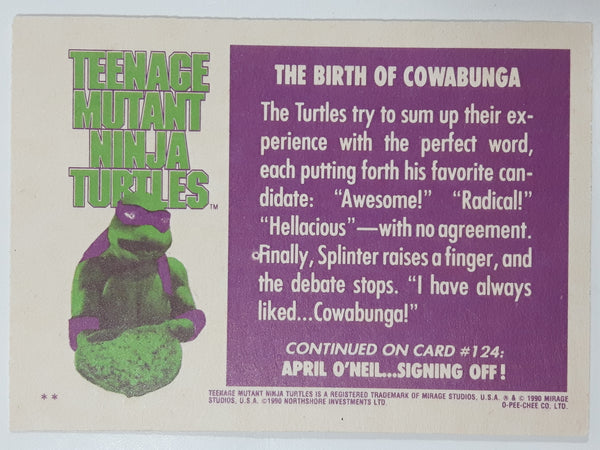 TEENAGE
MUTANT
NINJA
TURTLES™
THE BIRTH OF COWABUNGA
The Turtles try to sum up their ex-
perience with the perfect word,
each putting forth his favorite can-
didate: “Awesome!” “Radical!”
“Hellacious”—with no agreement.
Finally, Splinter raises a finger, and
the debate stops. “I have always
liked...Cowabunga!”
CONTINUED ON CARD #124:
APRIL O’NEIL...SIGNING OFF!
**
TEENAGE MUTANT NINJA TURTLES IS A REGISTERED TRADEMARK OF MIRAGE STUDIOS, U.S.A. ® & © 1990 MIRAGE
STUDIOS, U.S.A. ©1990 NORTHSHORE INVESTMENTS LTD. O-PEE-CHEE CO. LTD.